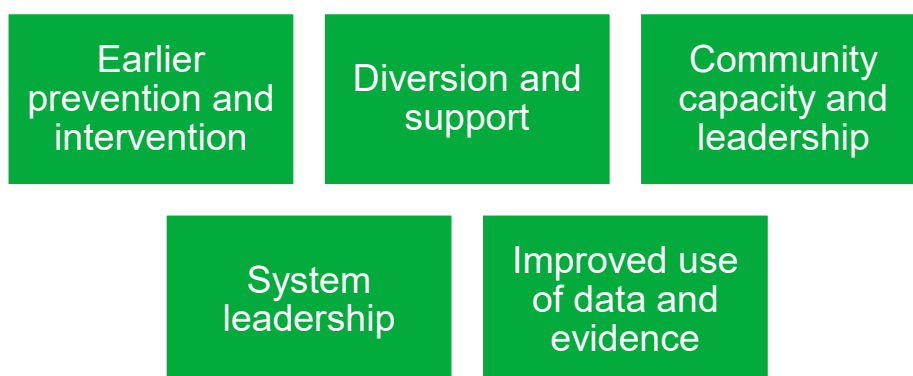 Earlier
prevention and
intervention
Diversion and
support
Community
capacity and
leadership
System
leadership
Improved use
of data and
evidence